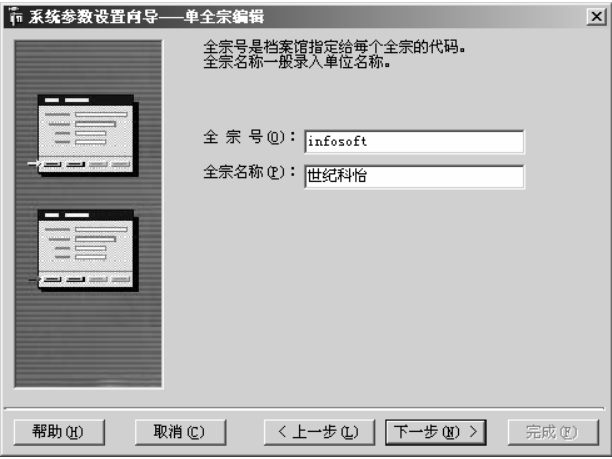 系统参数设置向导——单全宗编辑
全宗号是档案馆指定给每个全宗的代码。
全宗名称一般录入单位名称。
全 宗 号(O)： infosoft
全宗名称(P)： 世纪科怡
帮助(H) 取消(C) < 上一步(L) 下一步(N) > 完成(F)